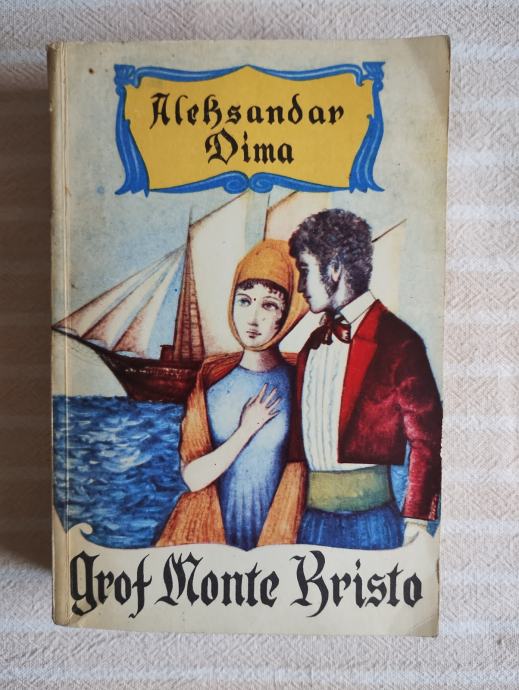 Aleksandar
Dima
Grof Monte Kristo